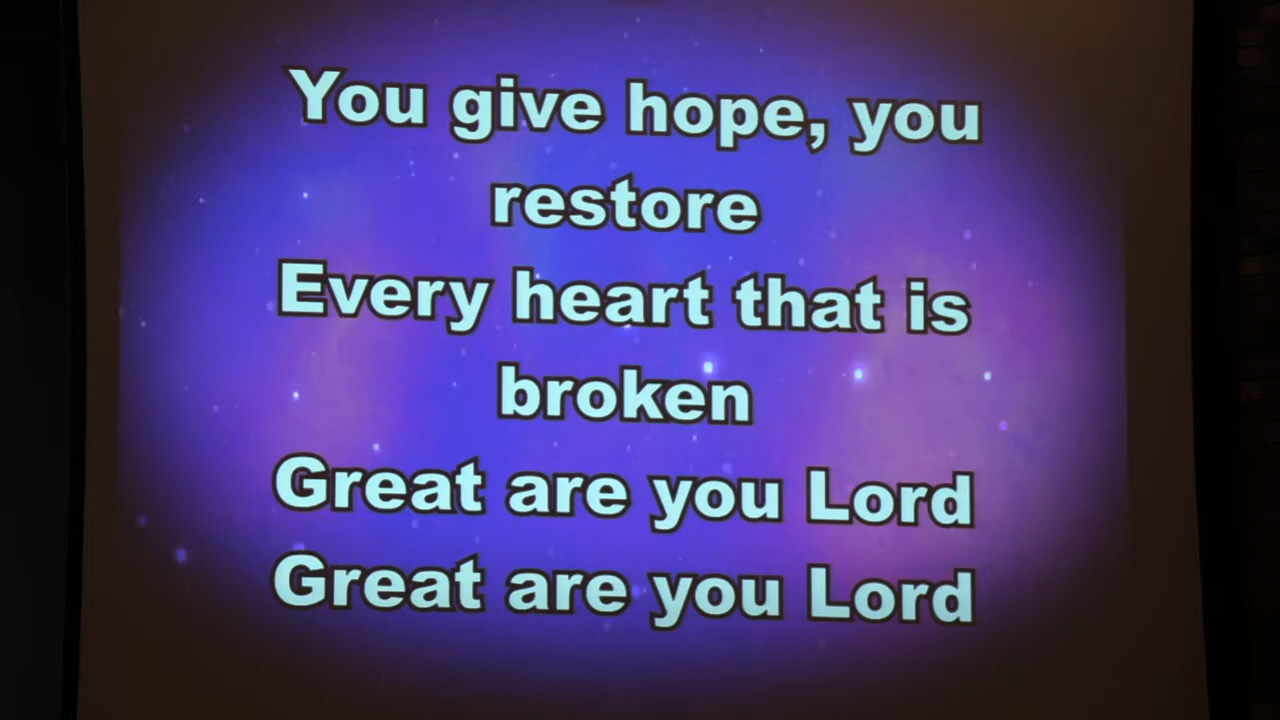 You give hope, you
restore
Every heart that is
broken
Great are you Lord
Great are you Lord